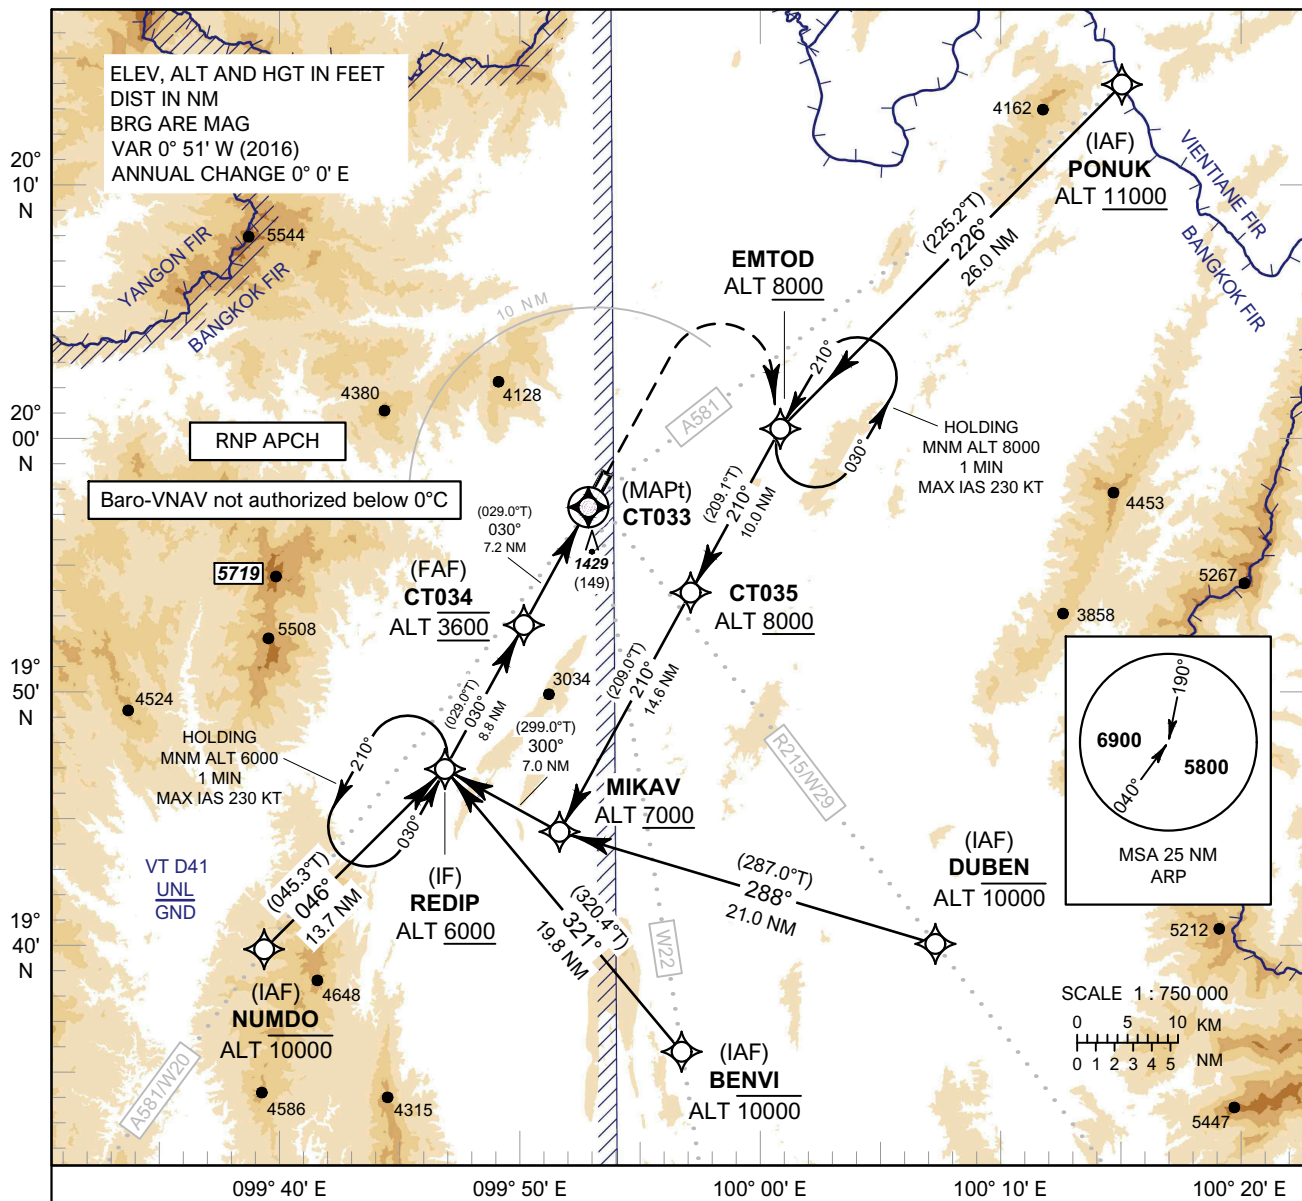 ELEV, ALT AND HGT IN FEET
DIST IN NM
BRG ARE MAG
VAR 0° 51' W (2016)
ANNUAL CHANGE 0° 0' E
20°
10'
N
5544
YANGON FIR
BANGKOK FIR
4162
(IAF)
PONUK
ALT 11000
VIENTIANE FIR
BANGKOK FIR
(225.2°T)
226°
26.0 NM
EMTOD
ALT 8000
10 NM
210°
030°
HOLDING
MNM ALT 8000
1 MIN
MAX IAS 230 KT
A581
4380
4128
20°
00'
N
RNP APCH
Baro-VNAV not authorized below 0°C
(MAPt)
CT033
1429
(149)
(029.0°T)
030°
7.2 NM
(209.1°T)
210°
10.0 NM
4453
5267
3858
5719
5508
(FAF)
CT034
ALT 3600
CT035
ALT 8000
19°
50'
N
4524
3034
(029.0°T)
030°
8.8 NM
(209.0°T)
210°
14.6 NM
(299.0°T)
300°
7.0 NM
HOLDING
MNM ALT 6000
1 MIN
MAX IAS 230 KT
210°
030°
R215/W29
190°
6900
5800
040°
MSA 25 NM
ARP
MIKAV
ALT 7000
VT D41
UNL
GND
(045.3°T)
046°
13.7 NM
(IF)
REDIP
ALT 6000
(320.4°T)
321°
19.8 NM
(287.0°T)
288°
21.0 NM
(IAF)
DUBEN
ALT 10000
W22
19°
40'
N
5212
4648
(IAF)
NUMDO
ALT 10000
SCALE 1 : 750 000
0 5 10 KM
0 1 2 3 4 5 NM
(IAF)
BENVI
ALT 10000
A581/W20
4586
4315
5447
099° 40' E
099° 50' E
100° 00' E
100° 10' E
100° 20' E